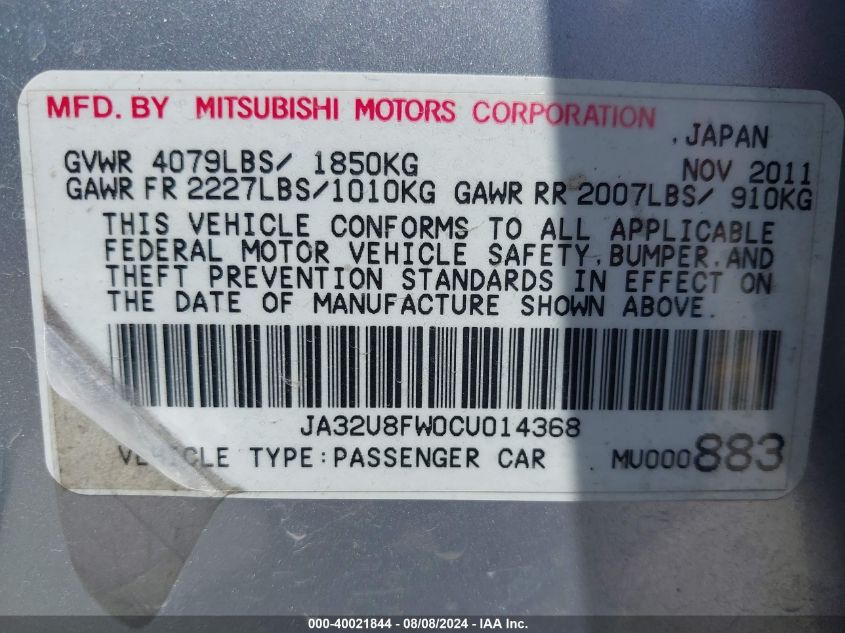 MFD. BY MITSUBISHI MOTORS CORPORATION
, JAPAN
GVWR 4079LBS/ 1850KG NOV 2011
GAWR FR 2227LBS/1010KG GAWR RR 2007LBS/ 910KG
THIS VEHICLE CONFORMS TO ALL APPLICABLE
FEDERAL MOTOR VEHICLE SAFETY, BUMPER, AND
THEFT PREVENTION STANDARDS IN EFFECT ON
THE DATE OF MANUFACTURE SHOWN ABOVE.
JA32U8FW0CU014368
VEHICLE TYPE:PASSENGER CAR MU000883
000-40021844 - 08/08/2024 - IAA Inc.